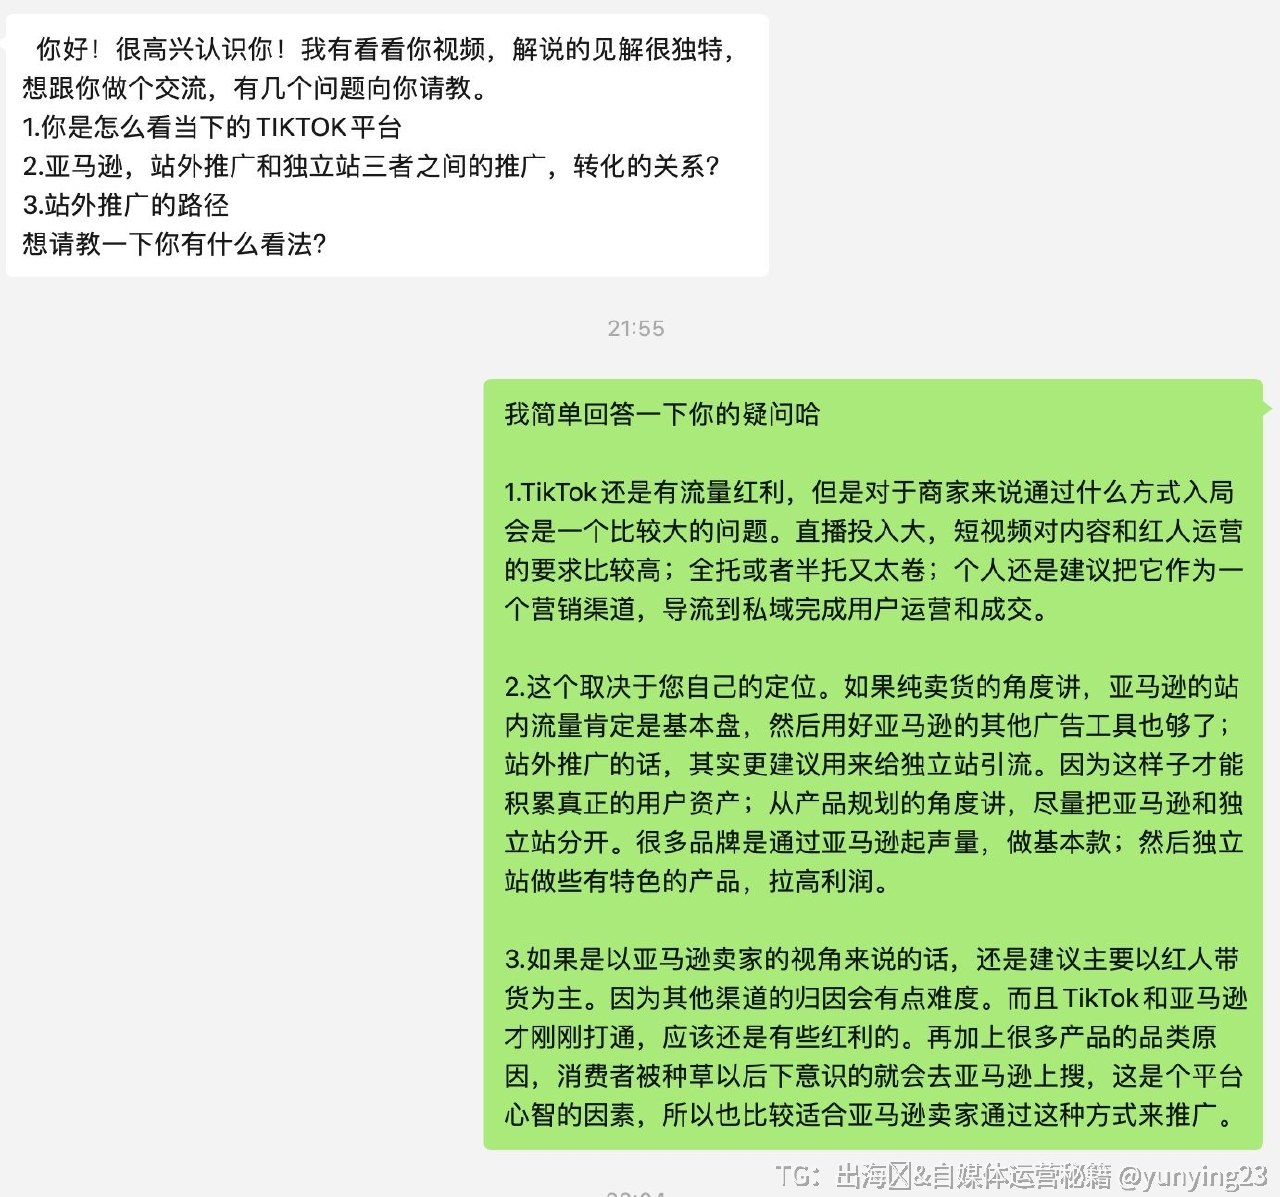 你好！很高兴认识你！我有看看你视频，解说的见解很独特，
想跟你做个交流，有几个问题向你请教。
1.你是怎么看当下的TIKTOK平台
2.亚马逊，站外推广和独立站三者之间的推广，转化的关系？
3.站外推广的路径
想请教一下你有什么看法？
21:55
我简单回答一下你的疑问哈
1.TikTok还是有流量红利，但是对于商家来说通过什么方式入局
会是一个比较大的问题。直播投入大，短视频对内容和红人运营
的要求比较高；全托或者半托又太卷；个人还是建议把它作为一
个营销渠道，导流到私域完成用户运营和成交。
2.这个取决于您自己的定位。如果纯卖货的角度讲，亚马逊的站
内流量肯定是基本盘，然后用好亚马逊的其他广告工具也够了；
站外推广的话，其实更建议用来给独立站引流。因为这样子才能
积累真正的用户资产；从产品规划的角度讲，尽量把亚马逊和独
立站分开。很多品牌是通过亚马逊起声量，做基本款；然后独立
站做些有特色的产品，拉高利润。
3.如果是以亚马逊卖家的视角来说的话，还是建议主要以红人带
货为主。因为其他渠道的归因会有点难度。而且TikTok和亚马逊
才刚刚打通，应该还是有些红利的。再加上很多产品的品类原
因，消费者被种草以后下意识的就会去亚马逊上搜，这是个平台
心智的因素，所以也比较适合亚马逊卖家通过这种方式来推广。
TG：出海&自媒体运营秘籍 @yunying23